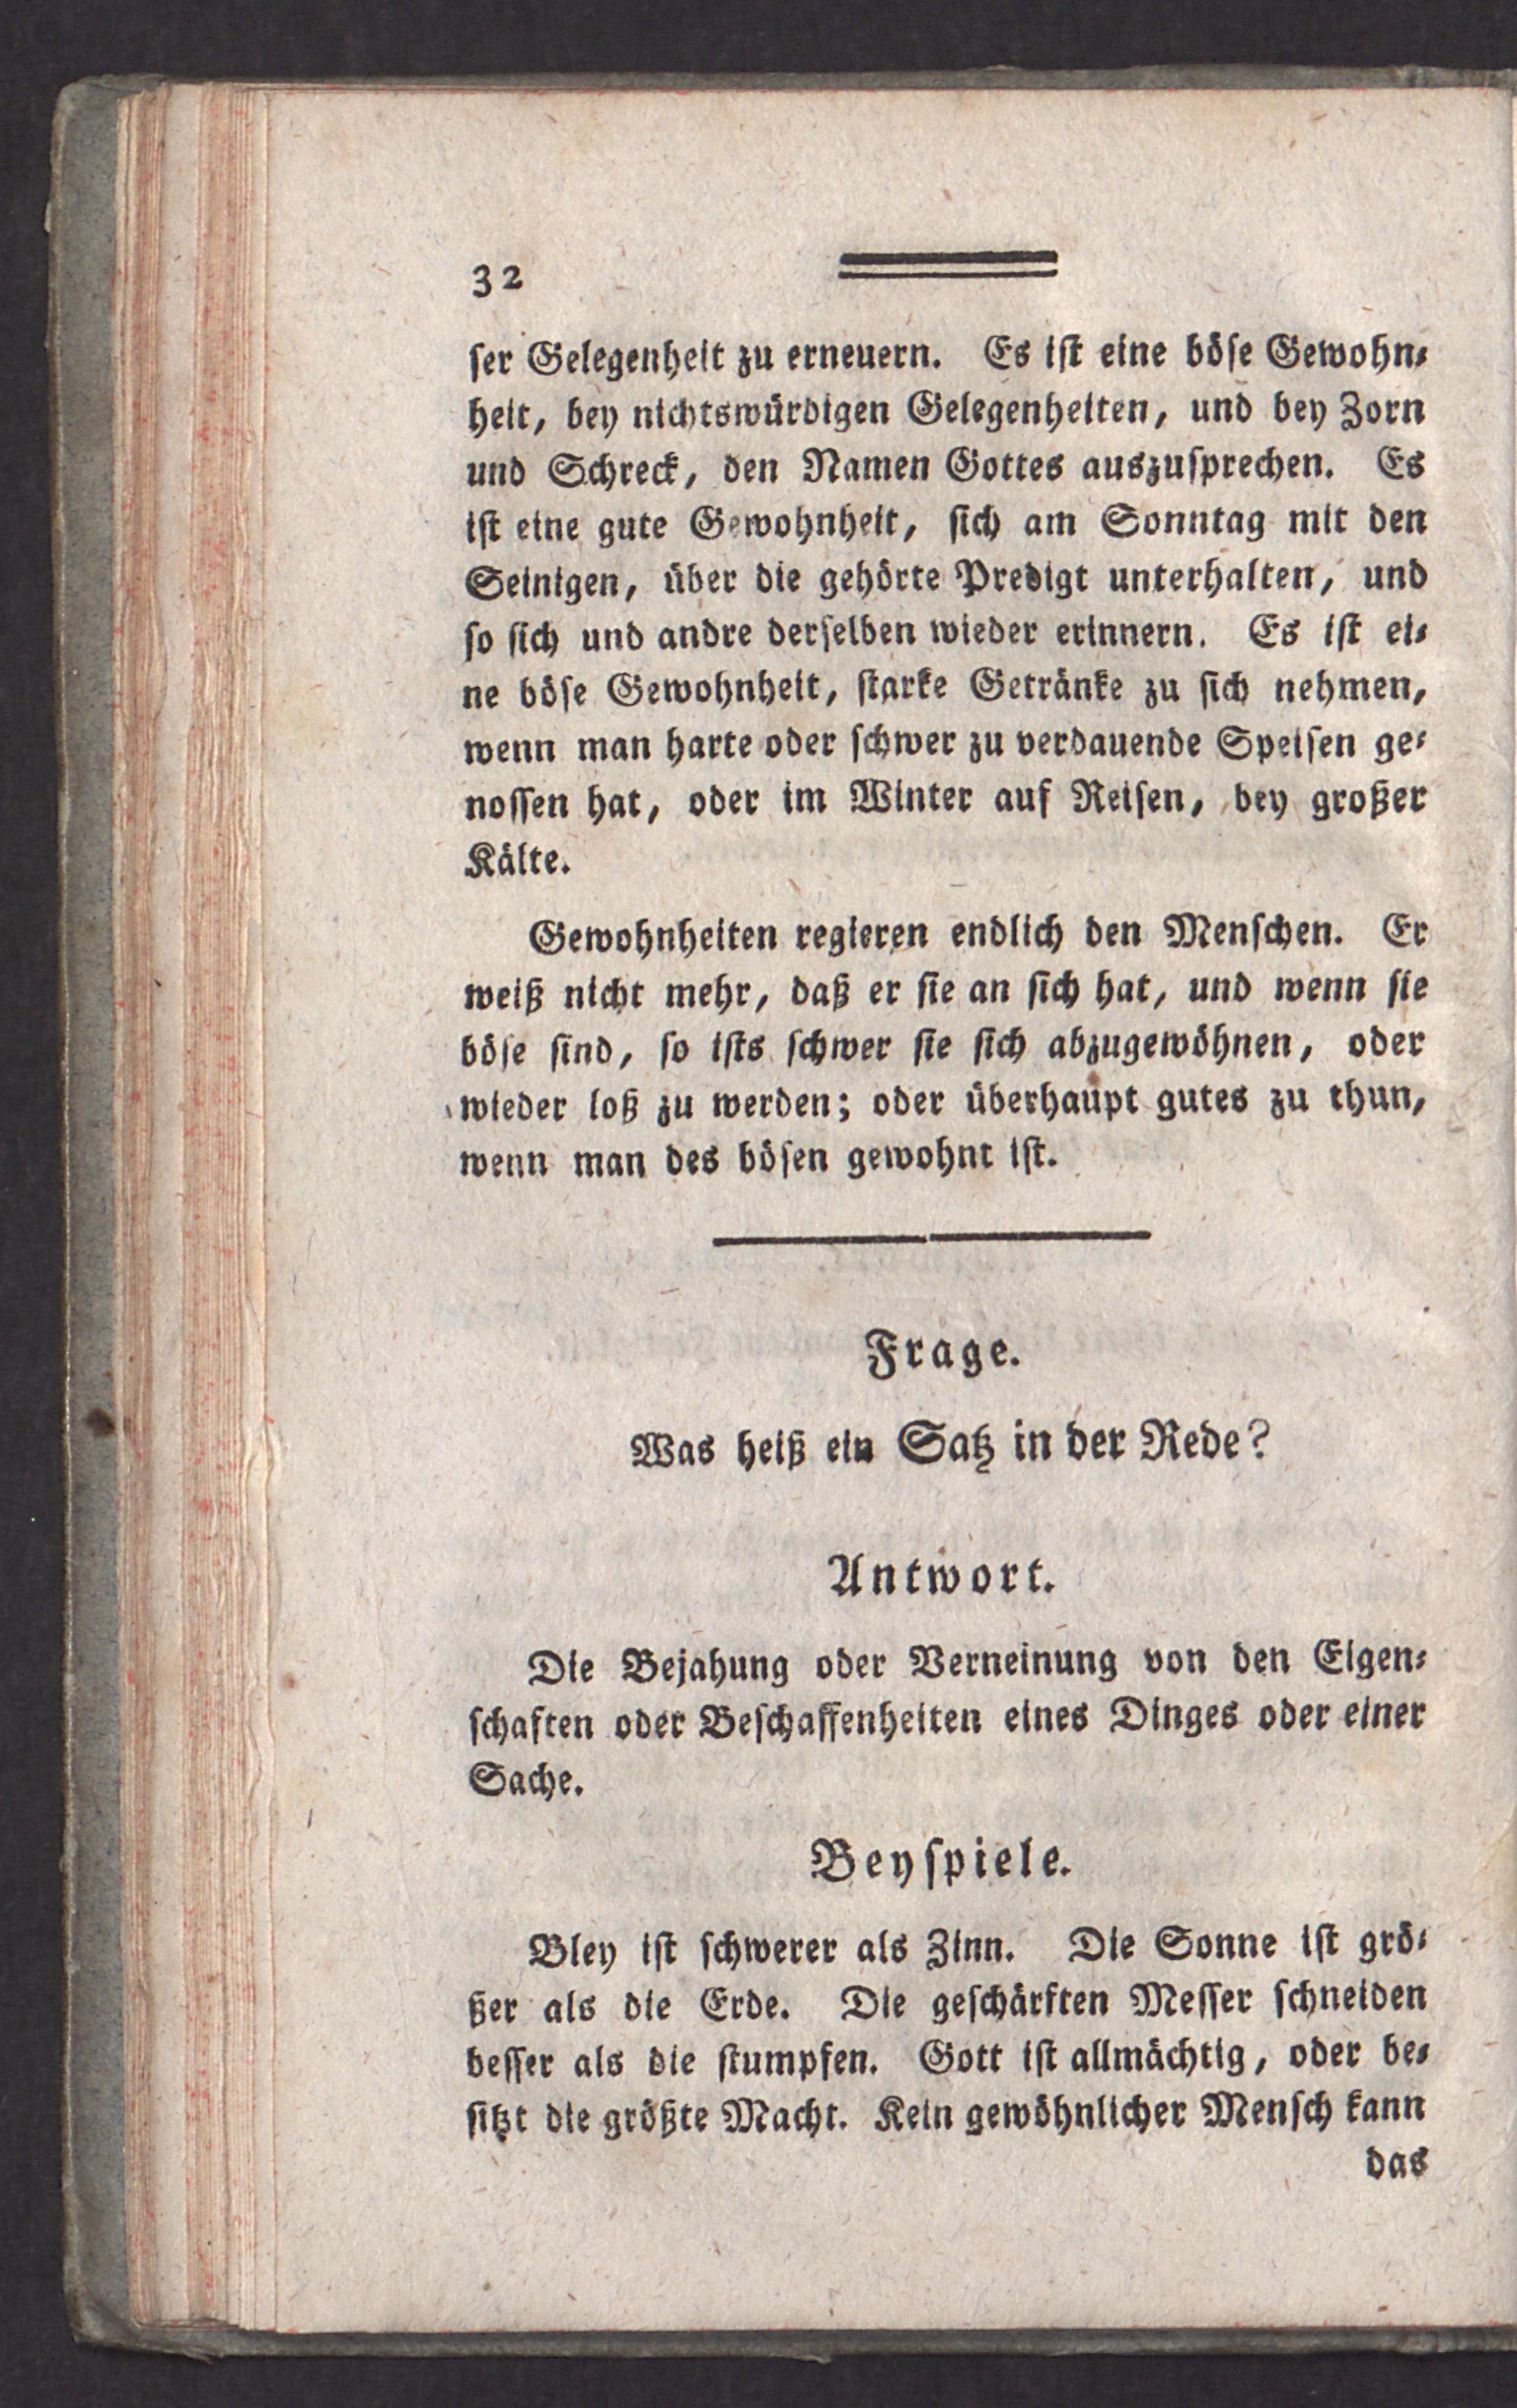 32
ser Gelegenheit zu erneuern. Es ist eine böse Gewohn-
heit, bey nichtswürdigen Gelegenheiten, und bey Zorn
und Schreck, den Namen Gottes auszusprechen. Es
ist eine gute Gewohnheit, sich am Sonntag mit den
Seinigen, über die gehörte Predigt unterhalten, und
so sich und andre derselben wieder erinnern. Es ist ei-
ne böse Gewohnheit, starke Getränke zu sich nehmen,
wenn man harte oder schwer zu verdauende Speisen ge-
nossen hat, oder im Winter auf Reisen, bey großer
Kälte.
Gewohnheiten regieren endlich den Menschen. Er
weiß nicht mehr, daß er sie an sich hat, und wenn sie
böse sind, so ists schwer sie sich abzugewöhnen, oder
wieder loß zu werden; oder überhaupt gutes zu thun,
wenn man des bösen gewohnt ist.
Frage.
Was heiß ein Satz in der Rede?
Antwort.
Die Bejahung oder Verneinung von den Eigen-
schaften oder Beschaffenheiten eines Dinges oder einer
Sache.
Beyspiele.
Bley ist schwerer als Zinn. Die Sonne ist grö-
ßer als die Erde. Die geschärften Messer schneiden
besser als die stumpfen. Gott ist allmächtig, oder be-
sitzt die größte Macht. Kein gewöhnlicher Mensch kann
das